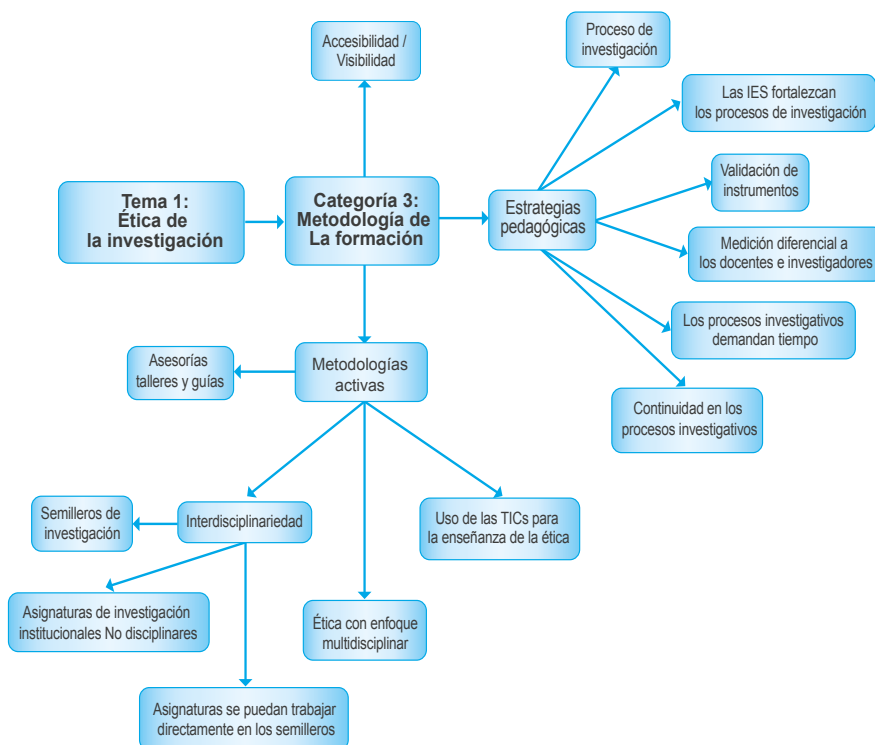 Accesibilidad /
Visibilidad
Proceso de
investigación
Las IES fortalezcan
los procesos de investigación
Tema 1:
Ética de
la investigación
Categoría 3:
Metodología de
La formación
Estrategias
pedagógicas
Validación de
instrumentos
Medición diferencial a
los docentes e investigadores
Los procesos investigativos
demandan tiempo
Continuidad en los
procesos investigativos
Asesorías
talleres y guías
Metodologías
activas
Semilleros de
investigación
Interdisciplinariedad
Uso de las TICs para
la enseñanza de la ética
Asignaturas de investigación
institucionales No disciplinares
Ética con enfoque
multidisciplinar
Asignaturas se puedan trabajar
directamente en los semilleros